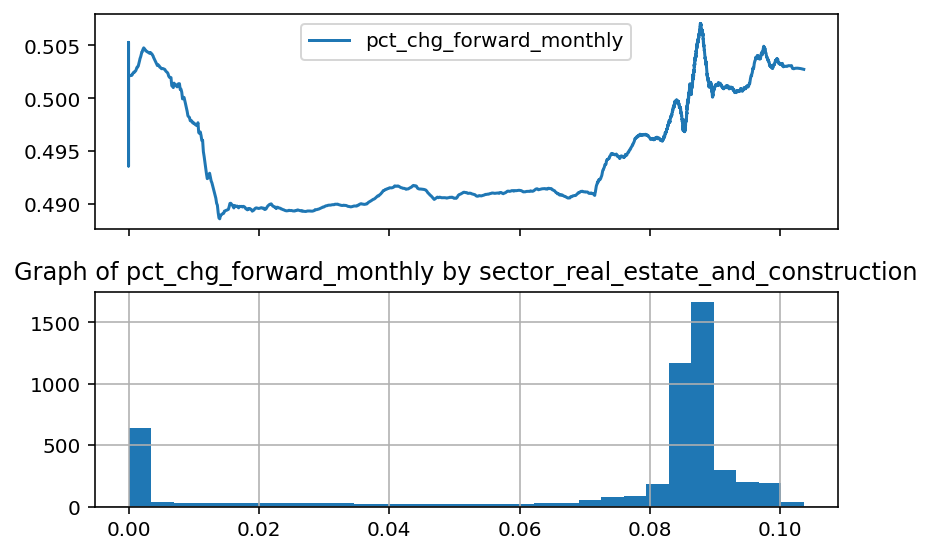 pct_chg_forward_monthly
0.505
0.500
0.495
0.490
Graph of pct_chg_forward_monthly by sector_real_estate_and_construction
1500
1000
500
0
0.00 0.02 0.04 0.06 0.08 0.10